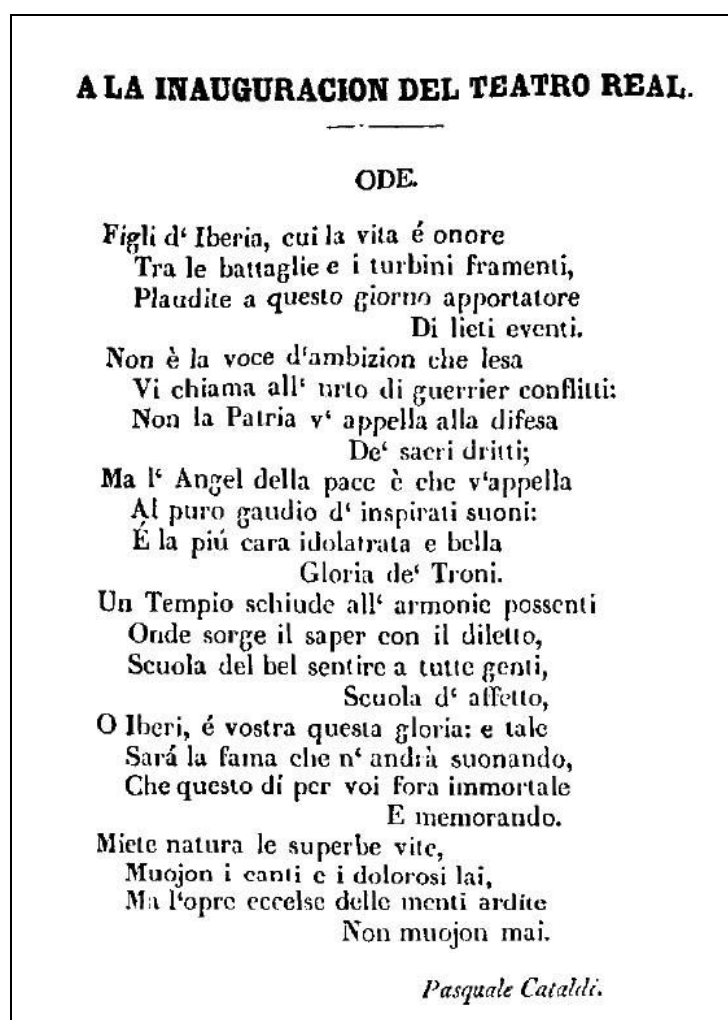 A LA INAUGURACION DEL TEATRO REAL.
ODE.
Figli d‘ Iberia, cui la vita é onore
Tra le battaglie e i turbini framenti,
Plaudite a questo giorno apportatore
Di lieti eventi.
Non è la voce d‘ambizion che lesa
Vi chiama all‘ urto di guerrier conflitti:
Non la Patria v‘ appella alla difesa
De‘ sacri dritti;
Ma l‘ Angel della pace è che v‘appella
Al puro gaudio d‘ inspirati suoni:
É la piú cara idolatrata e bella
Gloria de‘ Troni.
Un Tempio schiude all‘ armonie possenti
Onde sorge il saper con il diletto,
Scuola del bel sentire a tutte genti,
Scuola d‘ affetto,
O Iberi, é vostra questa gloria: e tale
Sará la fama che n‘ andrà suonando,
Che questo dí per voi fora immortale
E memorando.
Miete natura le superbe vite,
Muojon i canti e i dolorosi lai,
Ma l‘opre eccelse delle menti ardite
Non muojon mai.
Pasquale Cataldi.